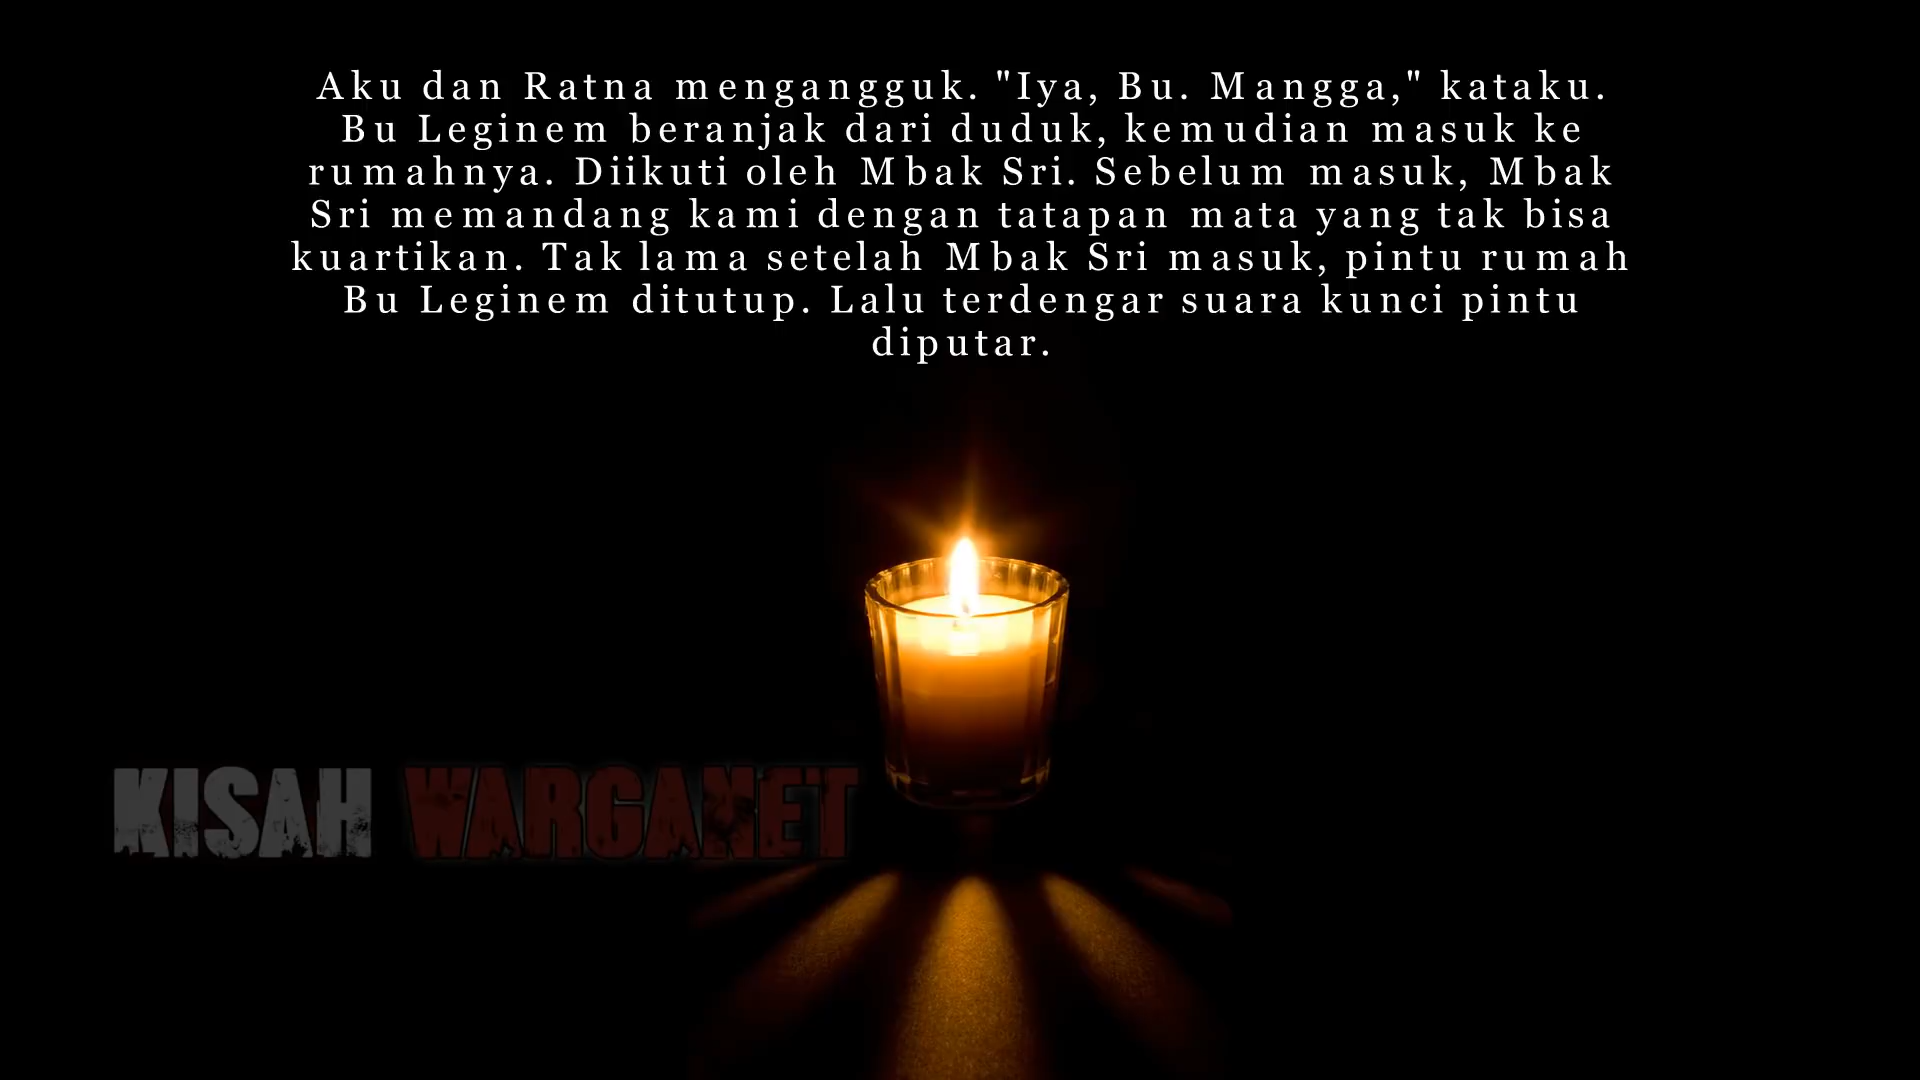 Aku dan Ratna mengangguk. "Iya, Bu. Mangga," kataku.
Bu Leginem beranjak dari duduk, kemudian masuk ke
rumahnya. Diikuti oleh Mbak Sri. Sebelum masuk, Mbak
Sri memandang kami dengan tatapan mata yang tak bisa
kuartikan. Tak lama setelah Mbak Sri masuk, pintu rumah
Bu Leginem ditutup. Lalu terdengar suara kunci pintu
diputar.
KISAH WARGANET